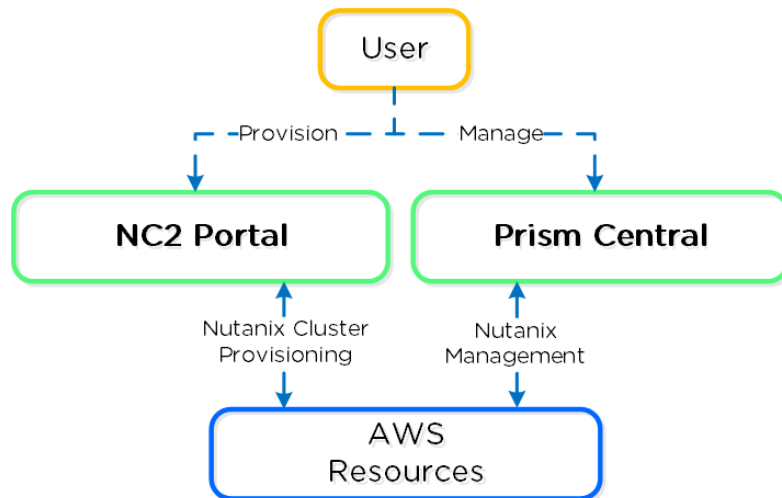 User
Provision
Manage
NC2 Portal
Prism Central
Nutanix Cluster
Provisioning
Nutanix
Management
AWS
Resources